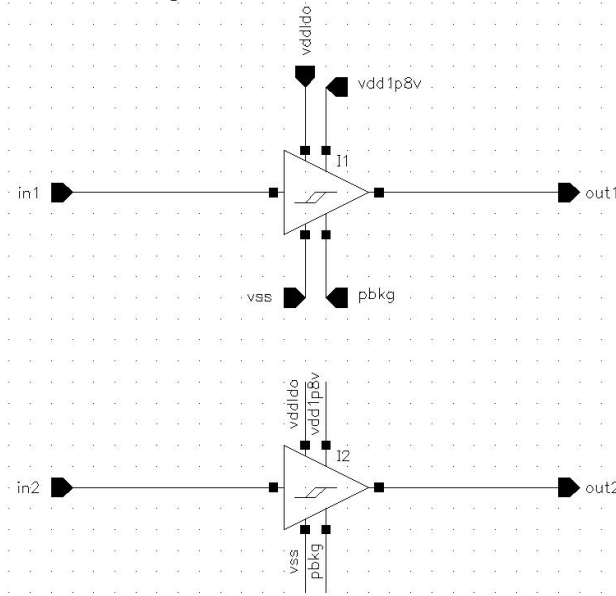 vddldo
vdd1p8v
I1
in1
out1
vss
pbkg
vddldo
vdd1p8v
I2
in2
out2
vss
pbkg